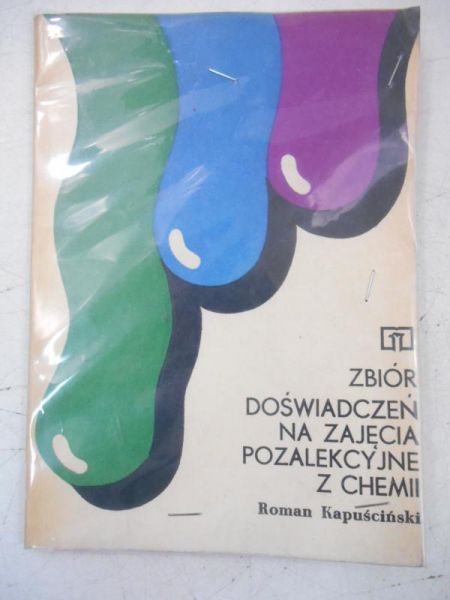 ZBIÓR
DOŚWIADCZEŃ
NA ZAJĘCIA
POZALEKCYJNE
Z CHEMII
Roman Kapuściński